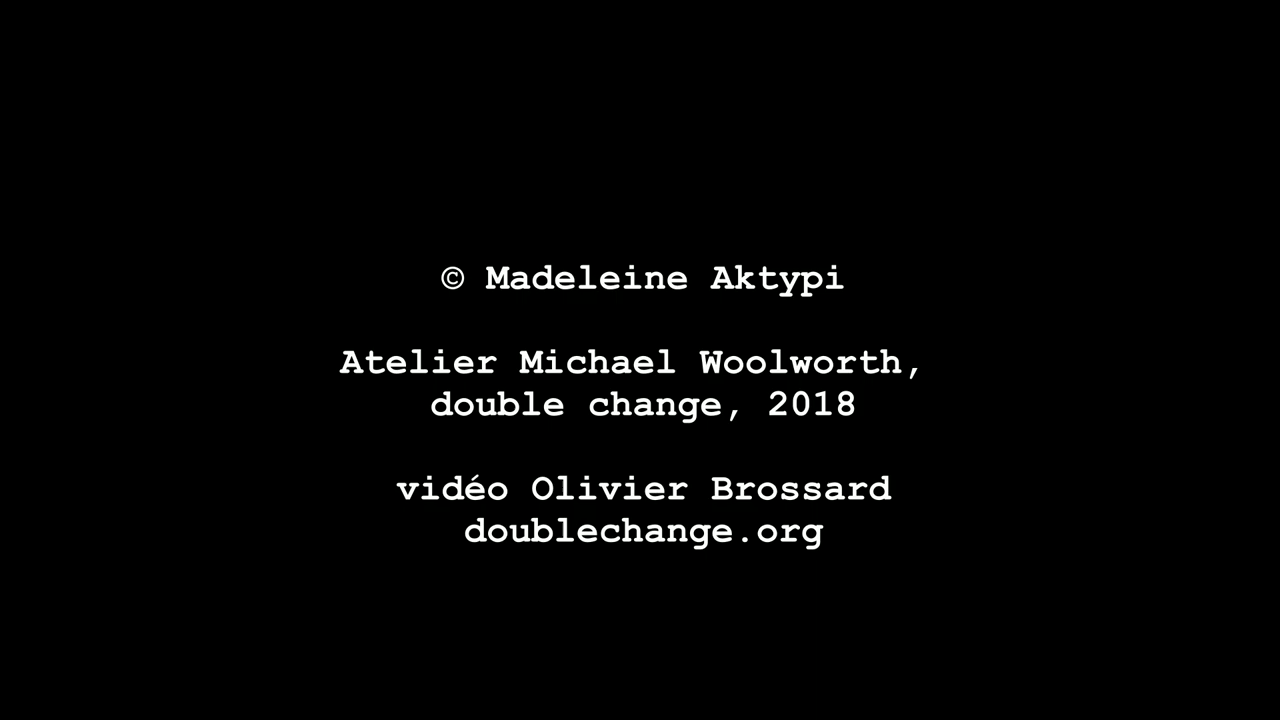 © Madeleine Aktypi
Atelier Michael Woolworth,
double change, 2018
vidéo Olivier Brossard
doublechange.org